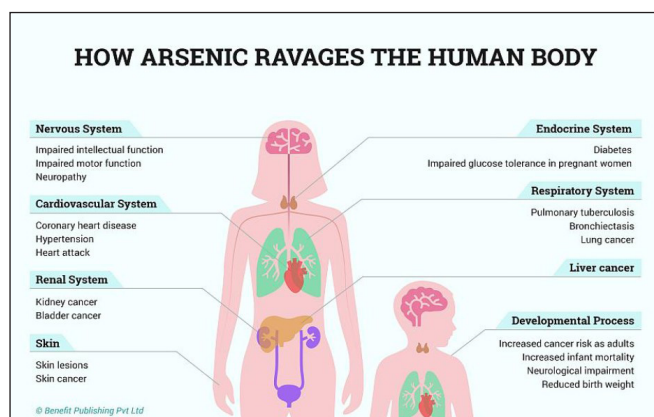 HOW ARSENIC RAVAGES THE HUMAN BODY
Nervous System
Impaired intellectual function
Impaired motor function
Neuropathy
Cardiovascular System
Coronary heart disease
Hypertension
Heart attack
Renal System
Kidney cancer
Bladder cancer
Skin
Skin lesions
Skin cancer
Endocrine System
Diabetes
Impaired glucose tolerance in pregnant women
Respiratory System
Pulmonary tuberculosis
Bronchiectasis
Lung cancer
Liver cancer
Developmental Process
Increased cancer risk as adults
Increased infant mortality
Neurological impairment
Reduced birth weight
© Benefit Publishing Pvt Ltd